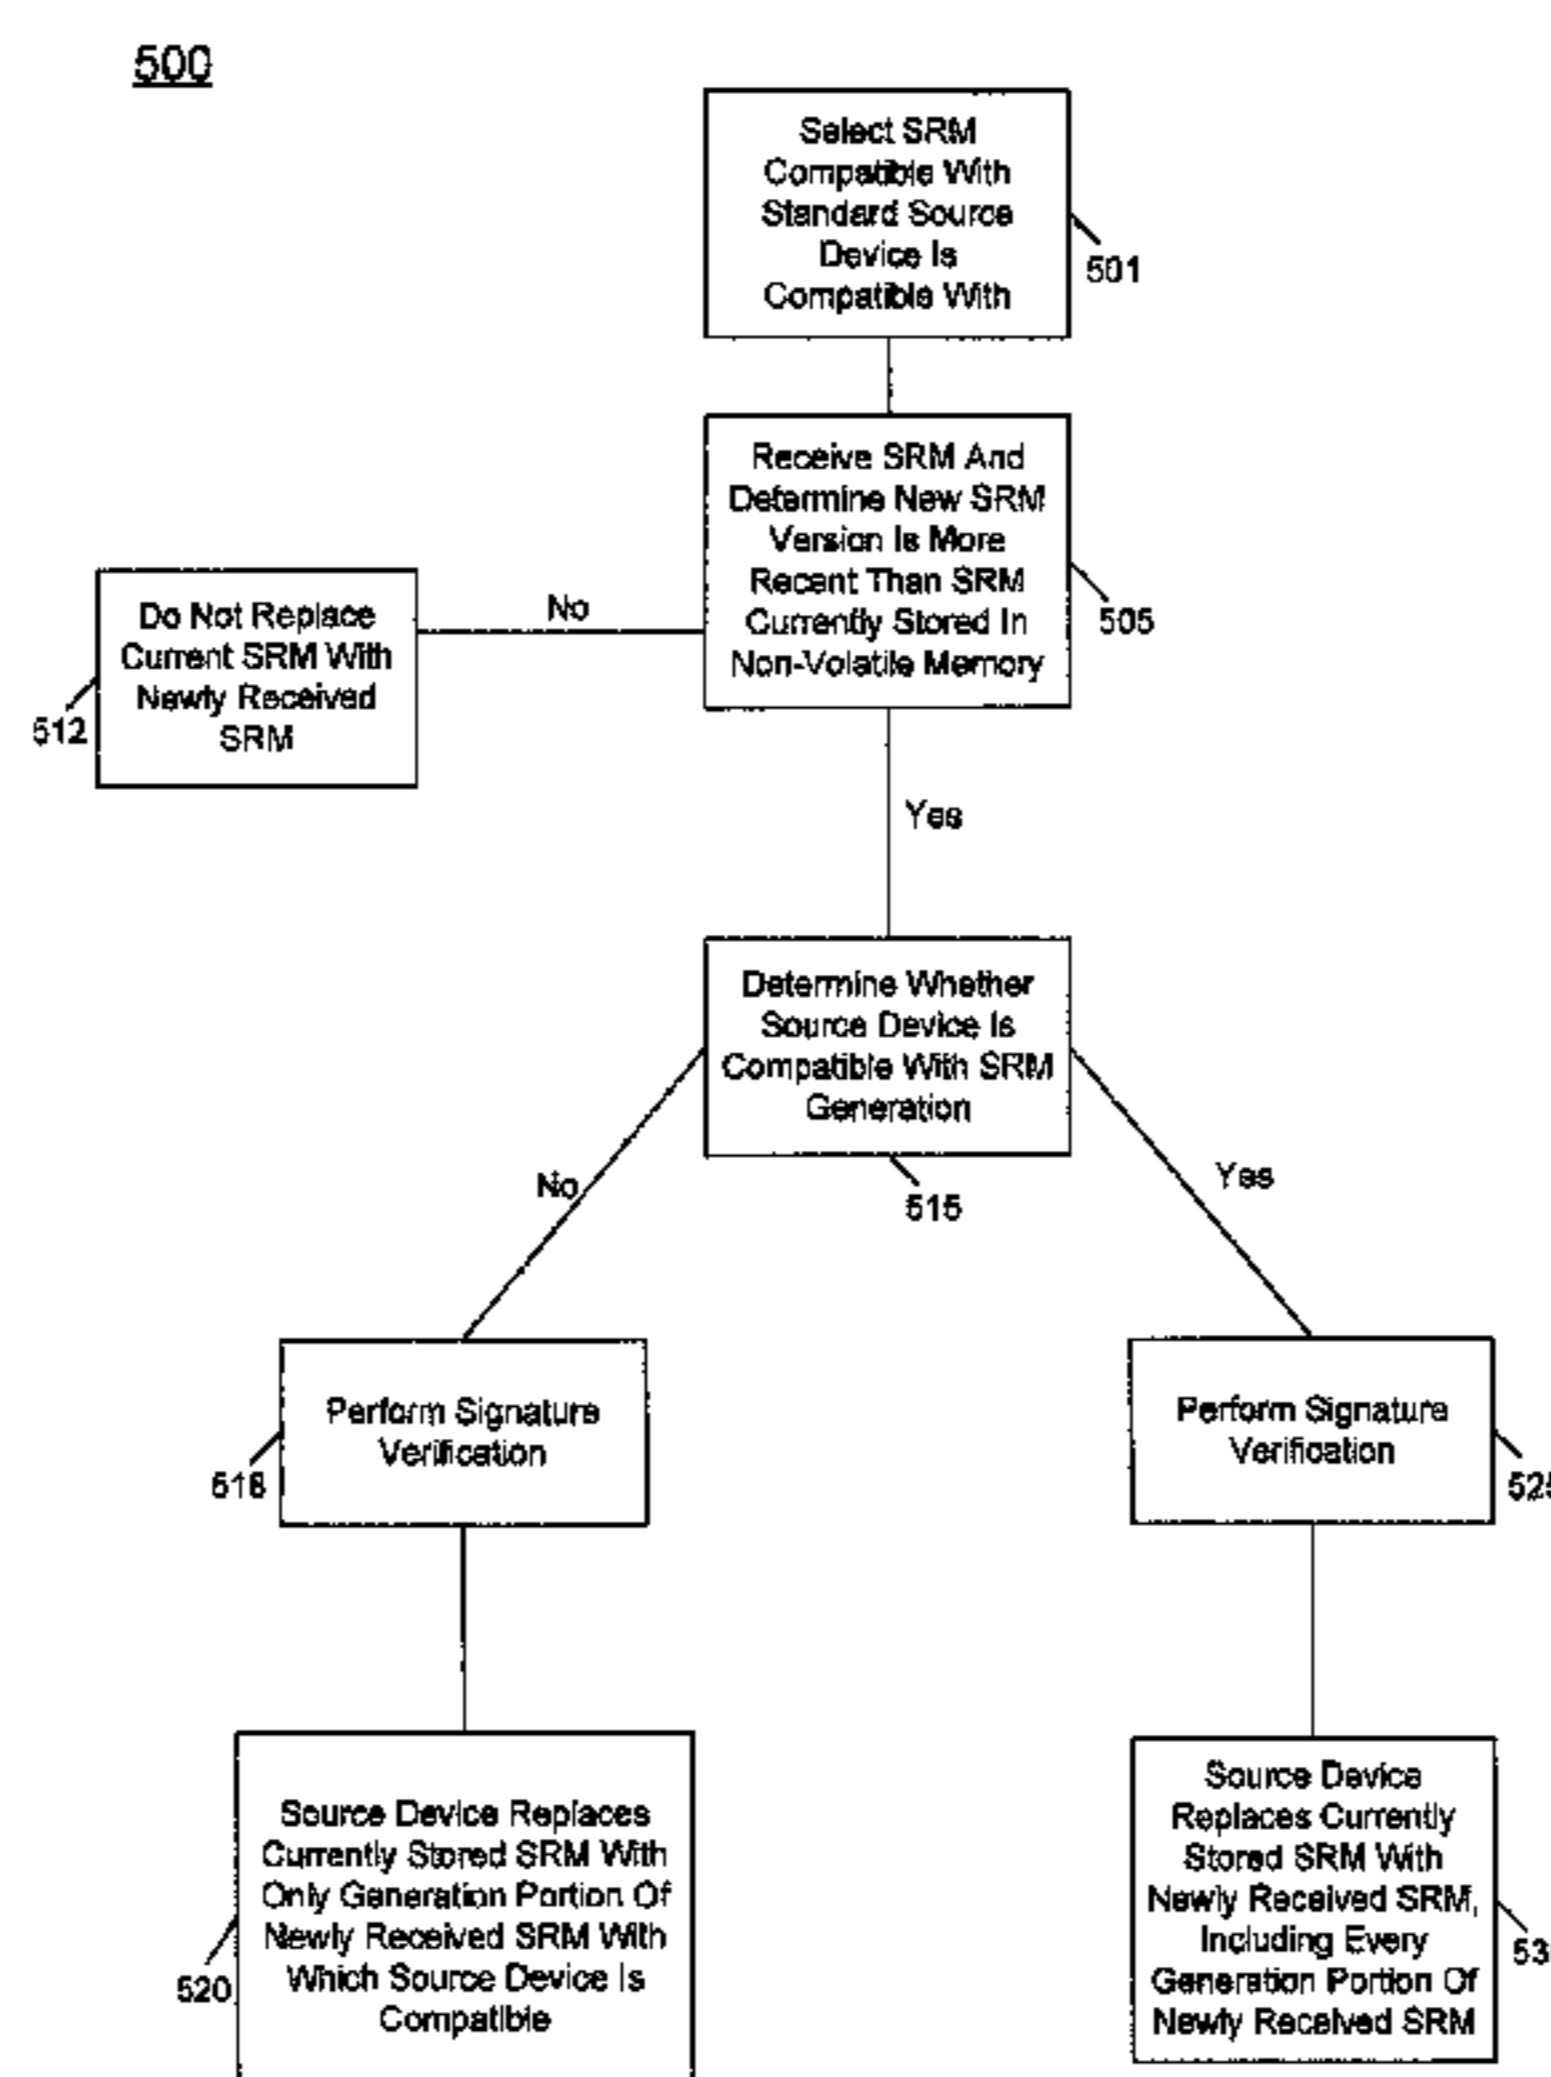 500
Select SRM
Compatible With
Standard Source
Device Is
Compatible With
501
Receive SRM And
Determine New SRM
Version Is More
Recent Than SRM
Currently Stored In
Non-Volatile Memory
505
No
Do Not Replace
Current SRM With
Newly Received
SRM
512
Yes
Determine Whether
Source Device Is
Compatible With SRM
Generation
515
No
Yes
Perform Signature
Verification
518
Perform Signature
Verification
525
Source Device Replaces
Currently Stored SRM With
Only Generation Portion Of
Newly Received SRM With
Which Source Device Is
Compatible
520
Source Device
Replaces Currently
Stored SRM With
Newly Received SRM,
Including Every
Generation Portion Of
Newly Received SRM
53